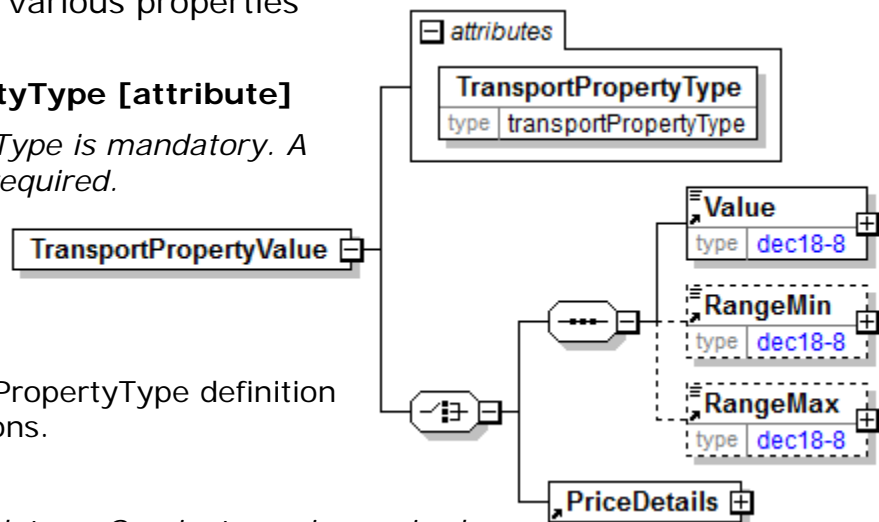 various properties
tyType [attribute]
Type is mandatory. A
required.
PropertyType definition
ons.
attributes
TransportPropertyType
type transportPropertyType
TransportPropertyValue
Value
type dec18-8
RangeMin
type dec18-8
RangeMax
type dec18-8
PriceDetails